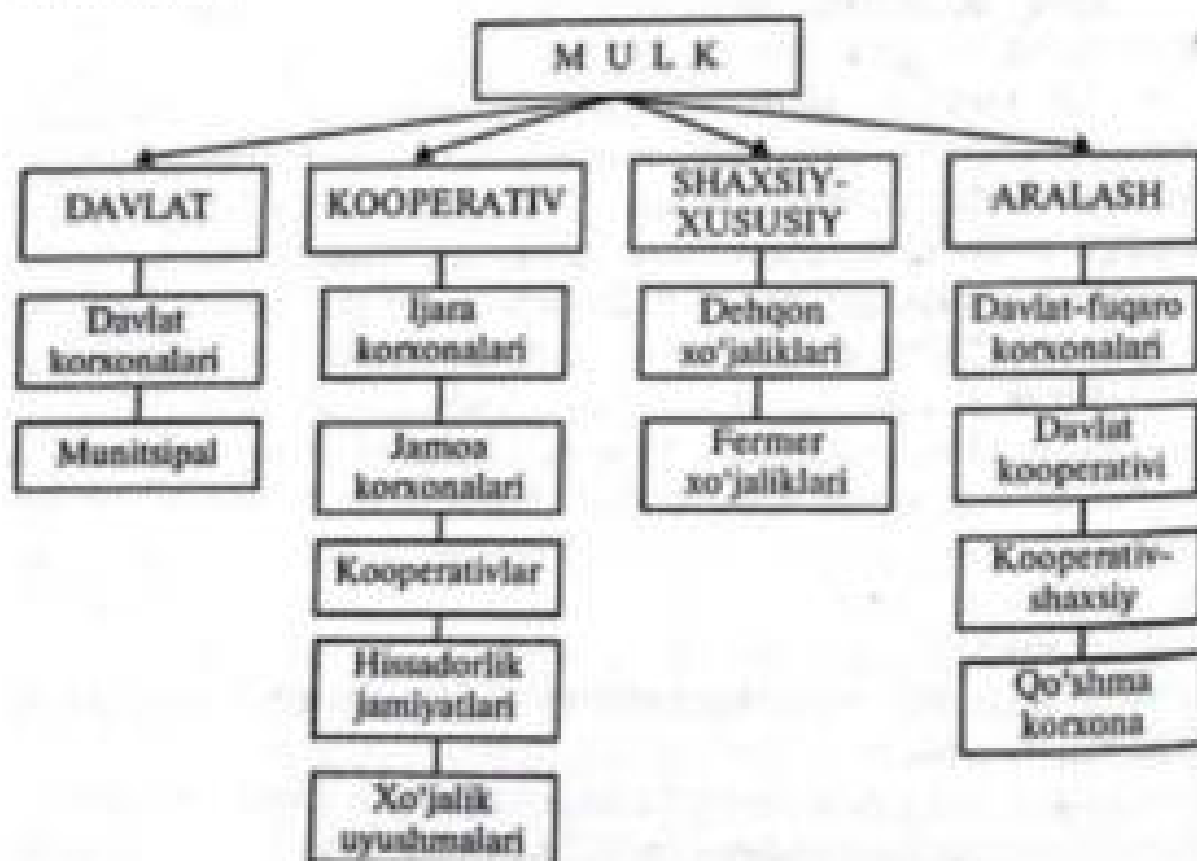 M U L K
DAVLAT
KOOPERATIV
SHAXSIY-
XUSUSIY
ARALASH
Davlat
korxonalari
Munitsipal
Ijara
korxonalari
Jamoa
korxonalari
Kooperativlar
Hissadorlik
jamiyatlari
Xo'jalik
uyushmalari
Dehqon
xo'jaliklari
Fermer
xo'jaliklari
Davlat-fuqaro
korxonalari
Davlat
kooperativi
Kooperativ-
shaxsiy
Qo'shma
korxona